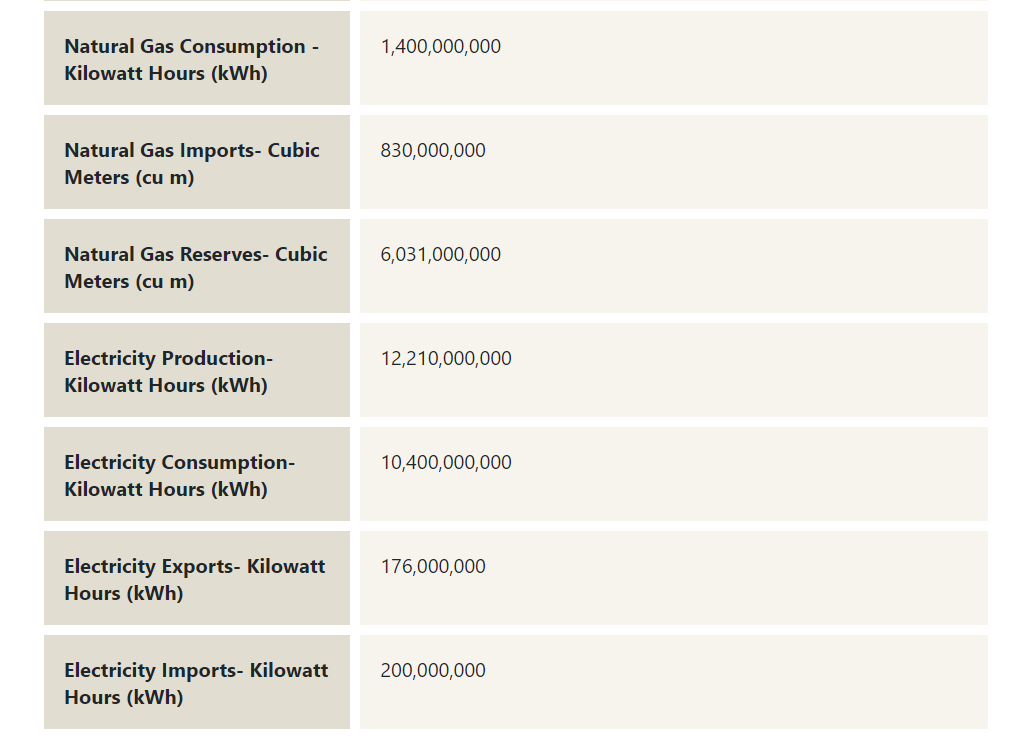 Natural Gas Consumption -
Kilowatt Hours (kWh)
1,400,000,000
Natural Gas Imports- Cubic
Meters (cu m)
830,000,000
Natural Gas Reserves- Cubic
Meters (cu m)
6,031,000,000
Electricity Production-
Kilowatt Hours (kWh)
12,210,000,000
Electricity Consumption-
Kilowatt Hours (kWh)
10,400,000,000
Electricity Exports- Kilowatt
Hours (kWh)
176,000,000
Electricity Imports- Kilowatt
Hours (kWh)
200,000,000